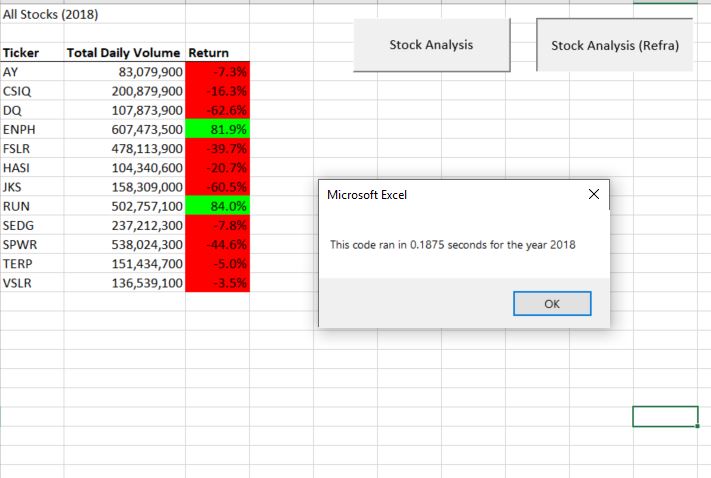 All Stocks (2018)
Stock Analysis
Stock Analysis (Refra)
Ticker Total Daily Volume Return
AY 83,079,900 -7.3%
CSIQ 200,879,900 -16.3%
DQ 107,873,900 -62.6%
ENPH 607,473,500 81.9%
FSLR 478,113,900 -39.7%
HASI 104,340,600 -20.7%
JKS 158,309,000 -60.5%
RUN 502,757,100 84.0%
SEDG 237,212,300 -7.8%
SPWR 538,024,300 -44.6%
TERP 151,434,700 -5.0%
VSLR 136,539,100 -3.5%
Microsoft Excel
This code ran in 0.1875 seconds for the year 2018
OK